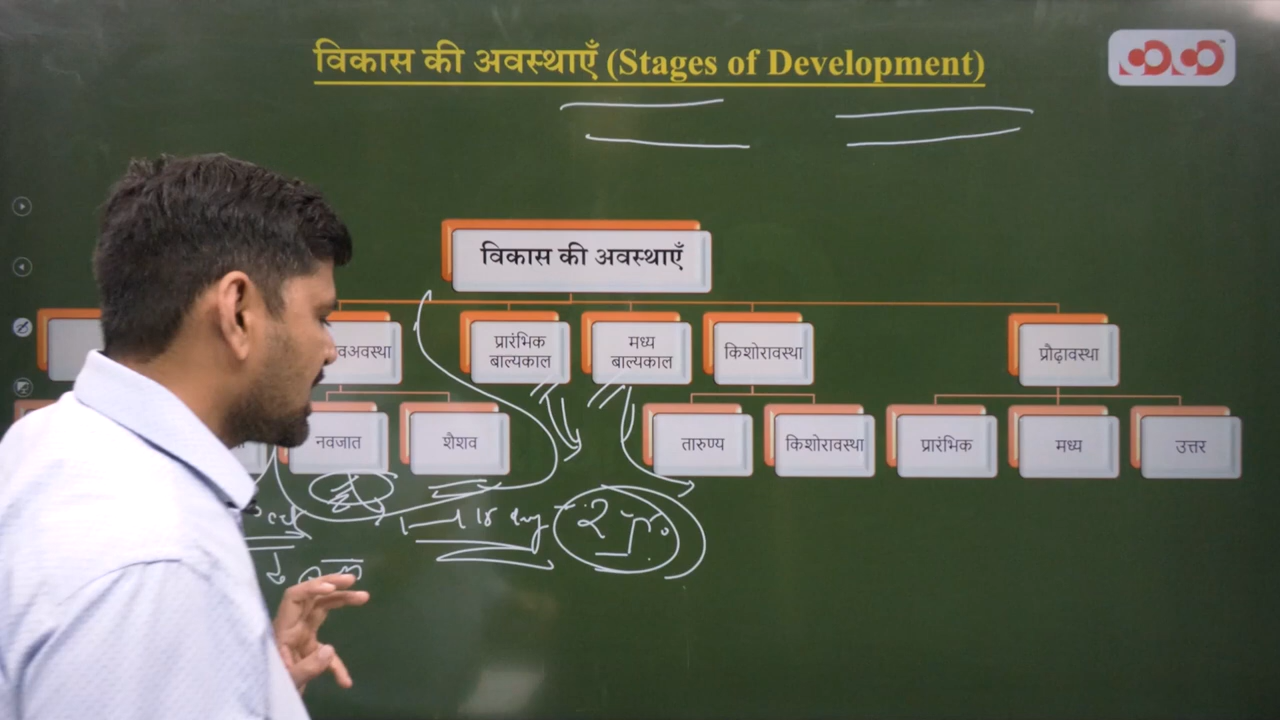 विकास की अवस्थाएँ (Stages of Development)
विकास की अवस्थाएँ
प्रारंभिक
बाल्यकाल
मध्य
बाल्यकाल
किशोरावस्था
प्रौढ़ावस्था
नवजात
शैशव
तारुण्य
किशोरावस्था
प्रारंभिक
मध्य
उत्तर